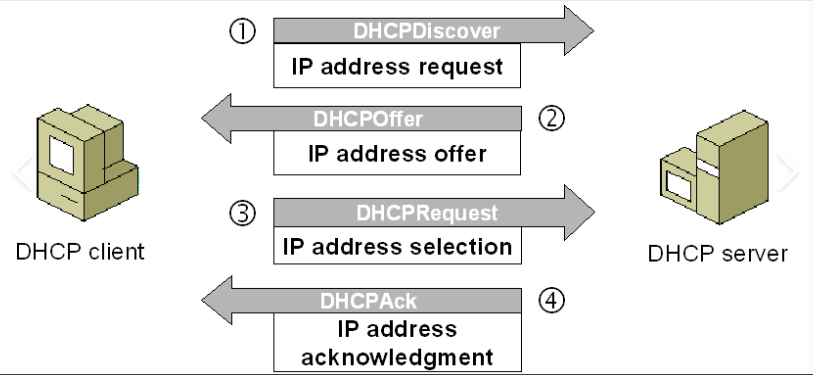 ① DHCPDiscover
IP address request
DHCPOffer ②
IP address offer
③ DHCPRequest
IP address selection
DHCP client
DHCP server
DHCPAck ④
IP address
acknowledgment